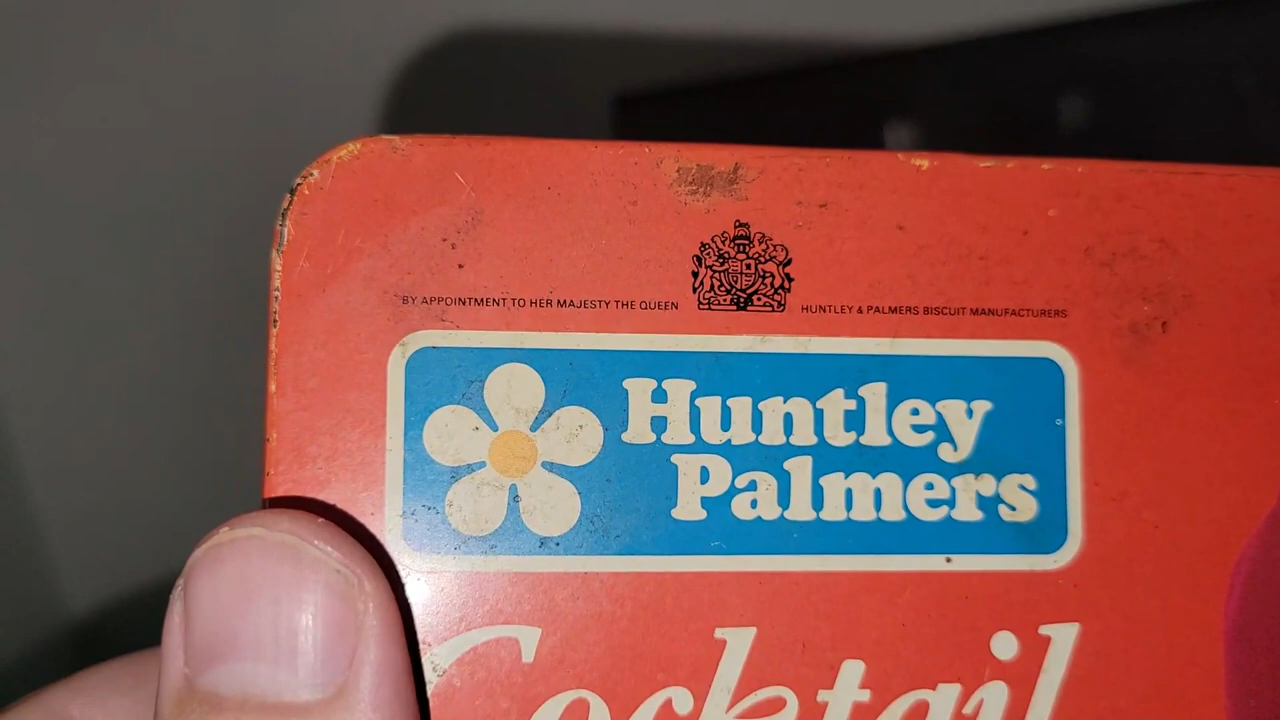 BY APPOINTMENT TO HER MAJESTY THE QUEEN
HUNTLEY & PALMERS BISCUIT MANUFACTURERS
Huntley
Palmers
Cocktail